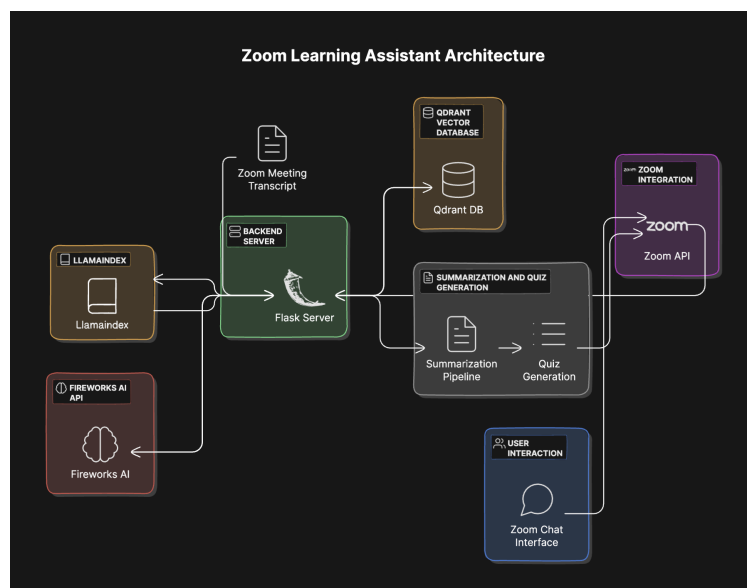 Zoom Learning Assistant Architecture
QDRANT
VECTOR
DATABASE
Qdrant DB
Zoom Meeting
Transcript
zoom ZOOM
INTEGRATION
zoom
Zoom API
BACKEND
SERVER
Flask Server
LLAMAINDEX
Llamaindex
SUMMARIZATION AND QUIZ
GENERATION
Summarization
Pipeline
Quiz
Generation
FIREWORKS AI
API
Fireworks AI
USER
INTERACTION
Zoom Chat
Interface